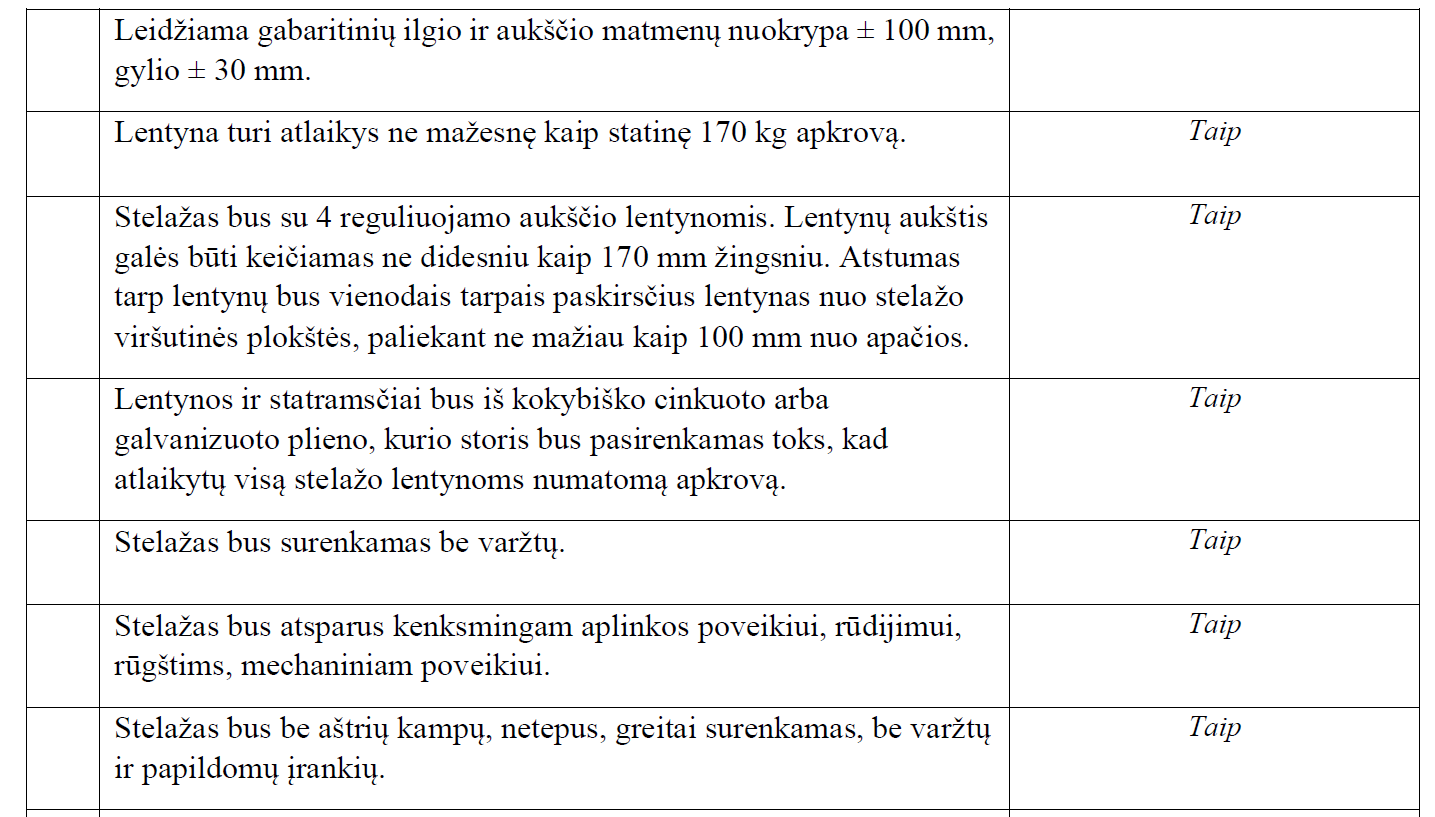 Leidžiama gabaritinių ilgio ir aukščio matmenų nuokrypa ± 100 mm,
gylio ± 30 mm.
Lentyna turi atlaikys ne mažesnę kaip statinę 170 kg apkrovą.
Taip
Stelažas bus su 4 reguliuojamo aukščio lentynomis. Lentynų aukštis
galės būti keičiamas ne didesniu kaip 170 mm žingsniu. Atstumas
tarp lentynų bus vienodais tarpais paskirsčius lentynas nuo stelažo
viršutinės plokštės, paliekant ne mažiau kaip 100 mm nuo apačios.
Taip
Lentynos ir statramsčiai bus iš kokybiško cinkuoto arba
galvanizuoto plieno, kurio storis bus pasirenkamas toks, kad
atlaikytų visą stelažo lentynoms numatomą apkrovą.
Taip
Stelažas bus surenkamas be varžtų.
Taip
Stelažas bus atsparus kenksmingam aplinkos poveikiui, rūdijimui,
rūgštims, mechaniniam poveikiui.
Taip
Stelažas bus be aštrių kampų, netepus, greitai surenkamas, be varžtų
ir papildomų įrankių.
Taip